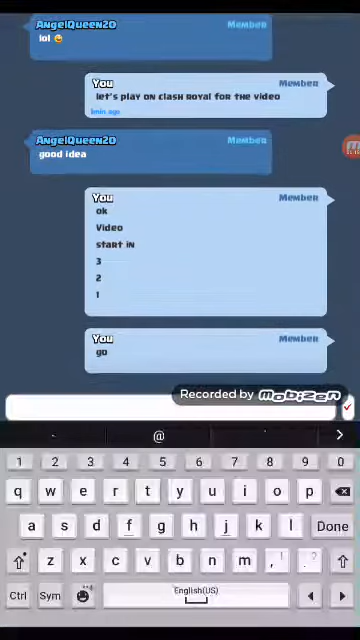 AngelQueen20 Member
lol
You Member
let's play on clash royal for the video
AngelQueen20 Member
good idea
You Member
ok
Video
start in
3
2
1
You Member
go
Recorded by mobizen
@
1 2 3 4 5 6 7 8 9 0
q w e r t y u i o p
a s d f g h j k l Done
z x c v b n m , ! . ?
Ctrl Sym English(US)